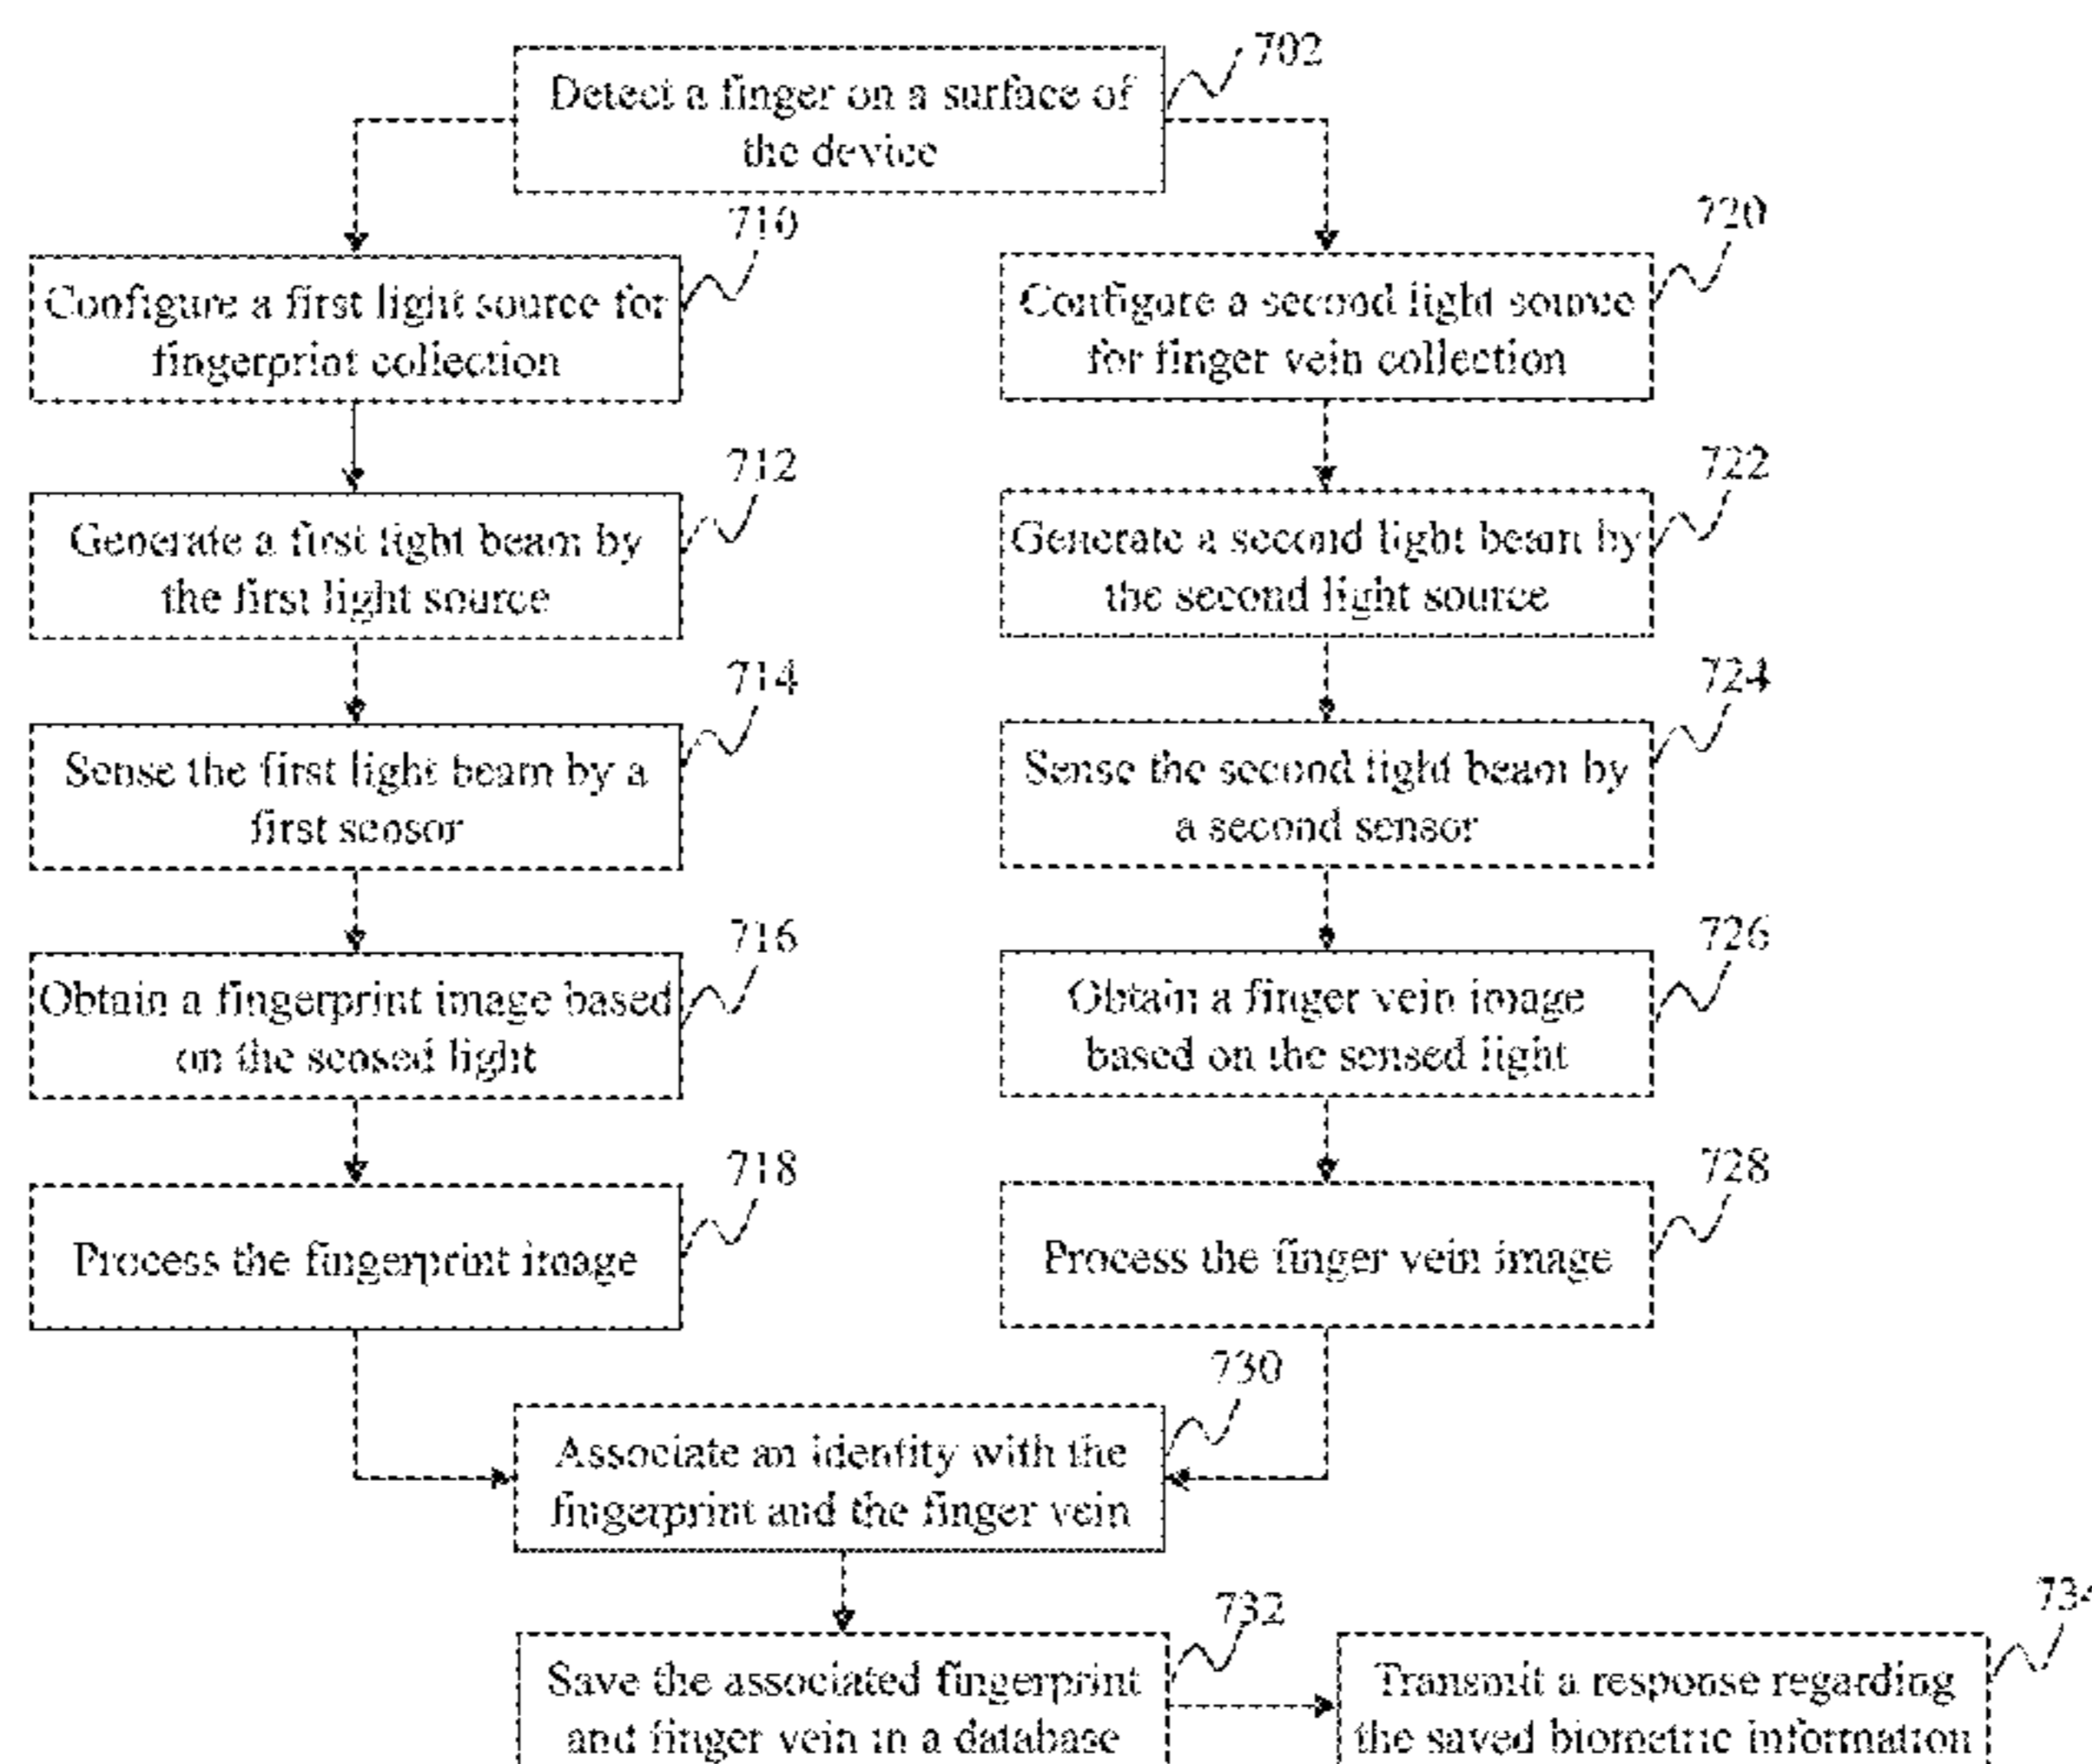 702
Detect a finger on a surface of
the device
710
Configure a first light source for
fingerprint collection
720
Configure a second light source
for finger vein collection
712
Generate a first light beam by
the first light source
722
Generate a second light beam by
the second light source
714
Sense the first light beam by a
first sensor
724
Sense the second light beam by
a second sensor
716
Obtain a fingerprint image based
on the sensed light
726
Obtain a finger vein image
based on the sensed light
718
Process the fingerprint image
728
Process the finger vein image
730
Associate an identity with the
fingerprint and the finger vein
732
Save the associated fingerprint
and finger vein in a database
734
Transmit a response regarding
the saved biometric information